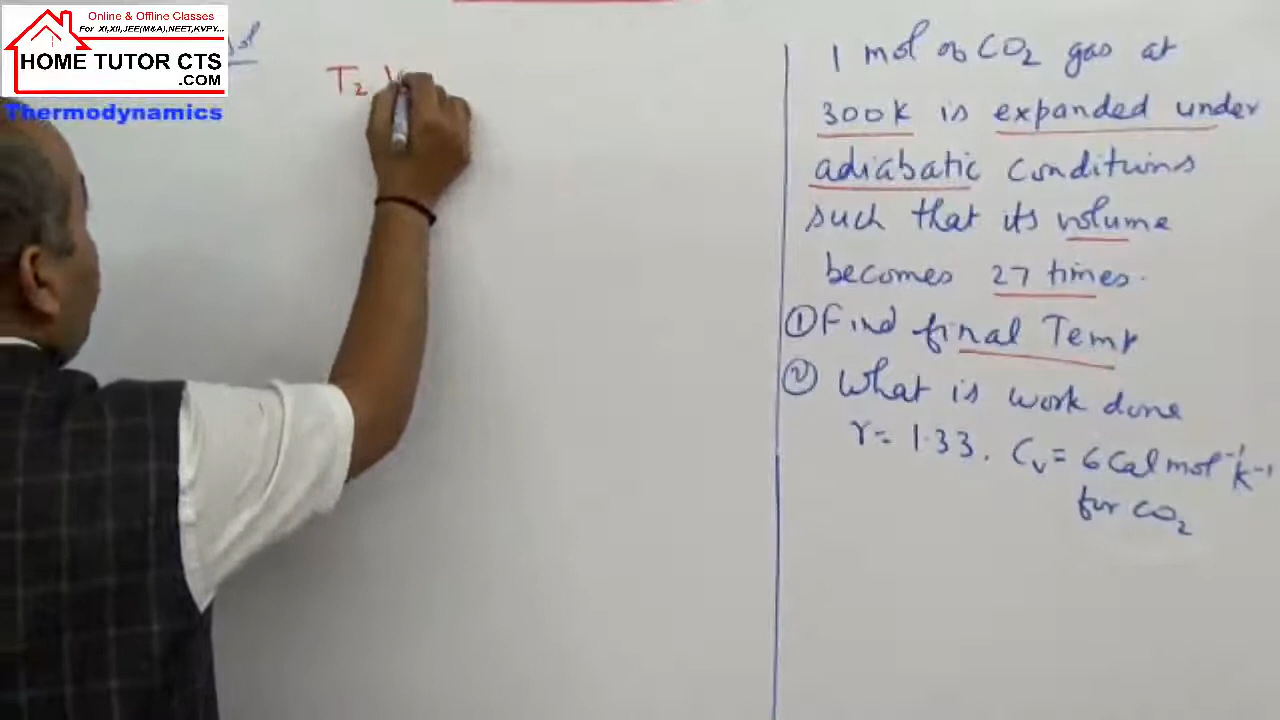 Online & Offline Classes
For XI,XII,JEE(M&A),NEET,KVPY...
HOME TUTOR CTS
.COM
Thermodynamics
T₂
1 mol of CO₂ gas at
300k is expanded under
adiabatic conditions
such that its volume
becomes 27 times.
① Find final Temp
② What is work done
γ = 1.33. Cᵥ = 6 Cal mol⁻¹ k⁻¹
for CO₂